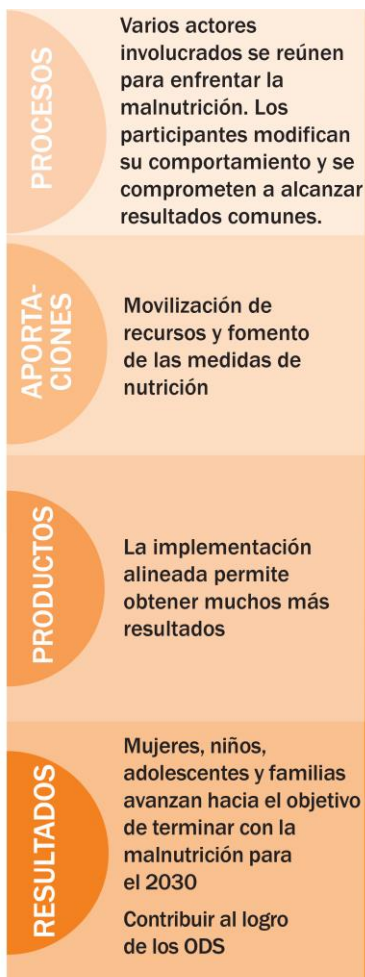 PROCESOS
Varios actores
involucrados se reúnen
para enfrentar la
malnutrición. Los
participantes modifican
su comportamiento y se
comprometen a alcanzar
resultados comunes.
APORTA-
CIONES
Movilización de
recursos y fomento
de las medidas de
nutrición
PRODUCTOS
La implementación
alineada permite
obtener muchos más
resultados
RESULTADOS
Mujeres, niños,
adolescentes y familias
avanzan hacia el objetivo
de terminar con la
malnutrición para
el 2030
Contribuir al logro
de los ODS